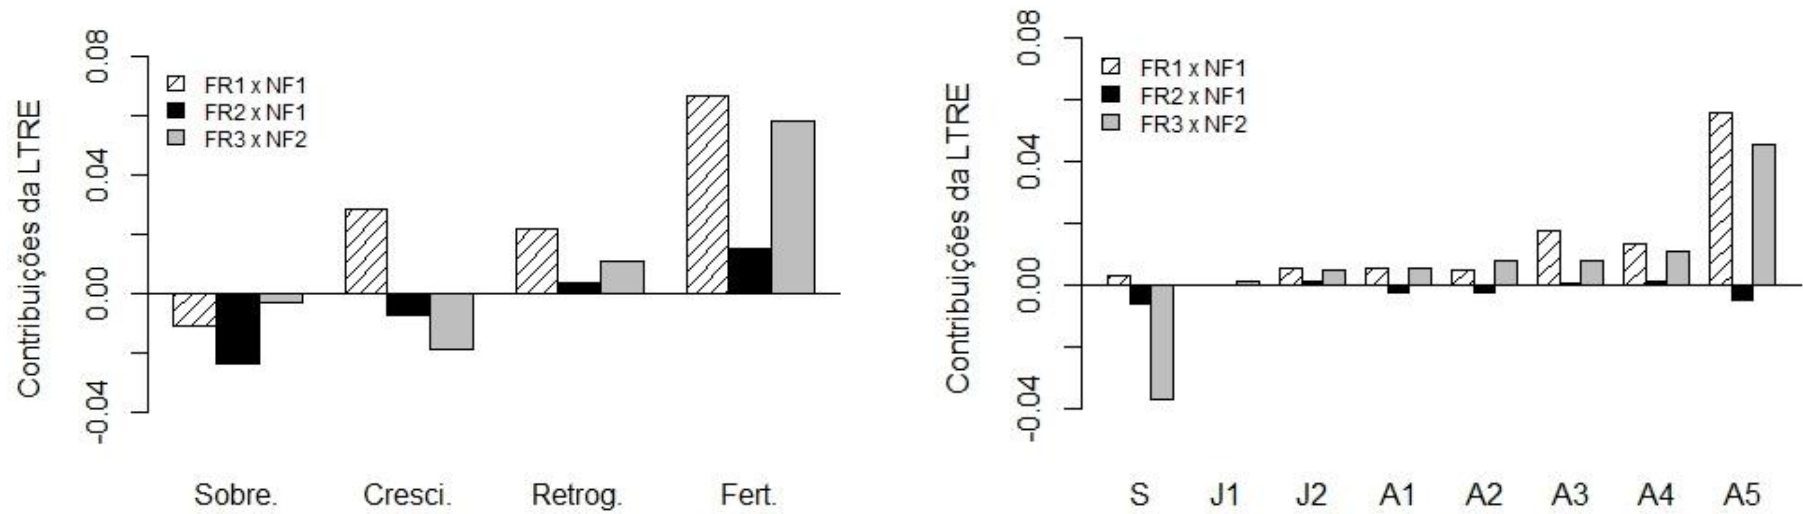 Contribuições da LTRE
0.08
0.04
0.00
-0.04
FR1 x NF1
FR2 x NF1
FR3 x NF2
Sobre. Cresci. Retrog. Fert.
Contribuições da LTRE
0.08
0.04
0.00
-0.04
FR1 x NF1
FR2 x NF1
FR3 x NF2
S J1 J2 A1 A2 A3 A4 A5